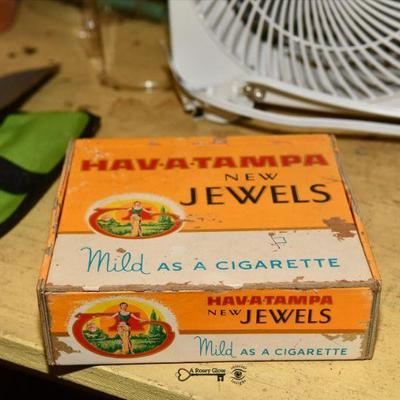 HAV-A-TAMPA
NEW
JEWELS
Mild AS A CIGARETTE
HAV-A-TAMPA
NEW JEWELS
Mild AS A CIGARETTE
A Rosey Glow